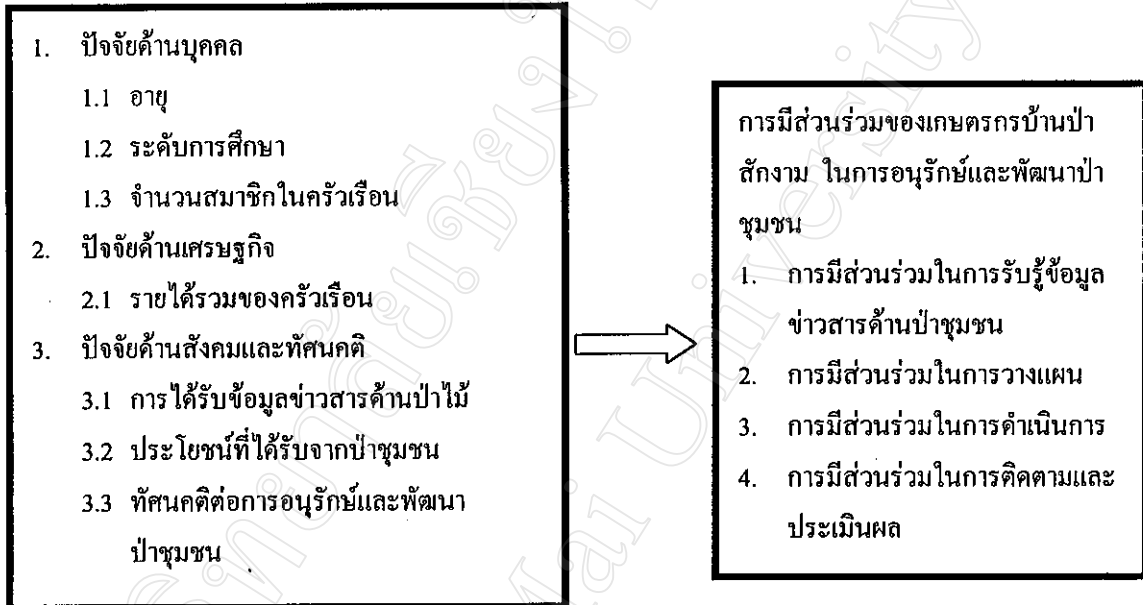 1. ปัจจัยด้านบุคคล
1.1 อายุ
1.2 ระดับการศึกษา
1.3 จำนวนสมาชิกในครัวเรือน
2. ปัจจัยด้านเศรษฐกิจ
2.1 รายได้รวมของครัวเรือน
3. ปัจจัยด้านสังคมและทัศนคติ
3.1 การได้รับข้อมูลข่าวสารด้านป่าไม้
3.2 ประโยชน์ที่ได้รับจากป่าชุมชน
3.3 ทัศนคติต่อการอนุรักษ์และพัฒนา
ป่าชุมชน
การมีส่วนร่วมของเกษตรกรบ้านป่า
สักงาม ในการอนุรักษ์และพัฒนาป่า
ชุมชน
1. การมีส่วนร่วมในการรับรู้ข้อมูล
ข่าวสารด้านป่าชุมชน
2. การมีส่วนร่วมในการวางแผน
3. การมีส่วนร่วมในการดำเนินการ
4. การมีส่วนร่วมในการติดตามและ
ประเมินผล
Mai University